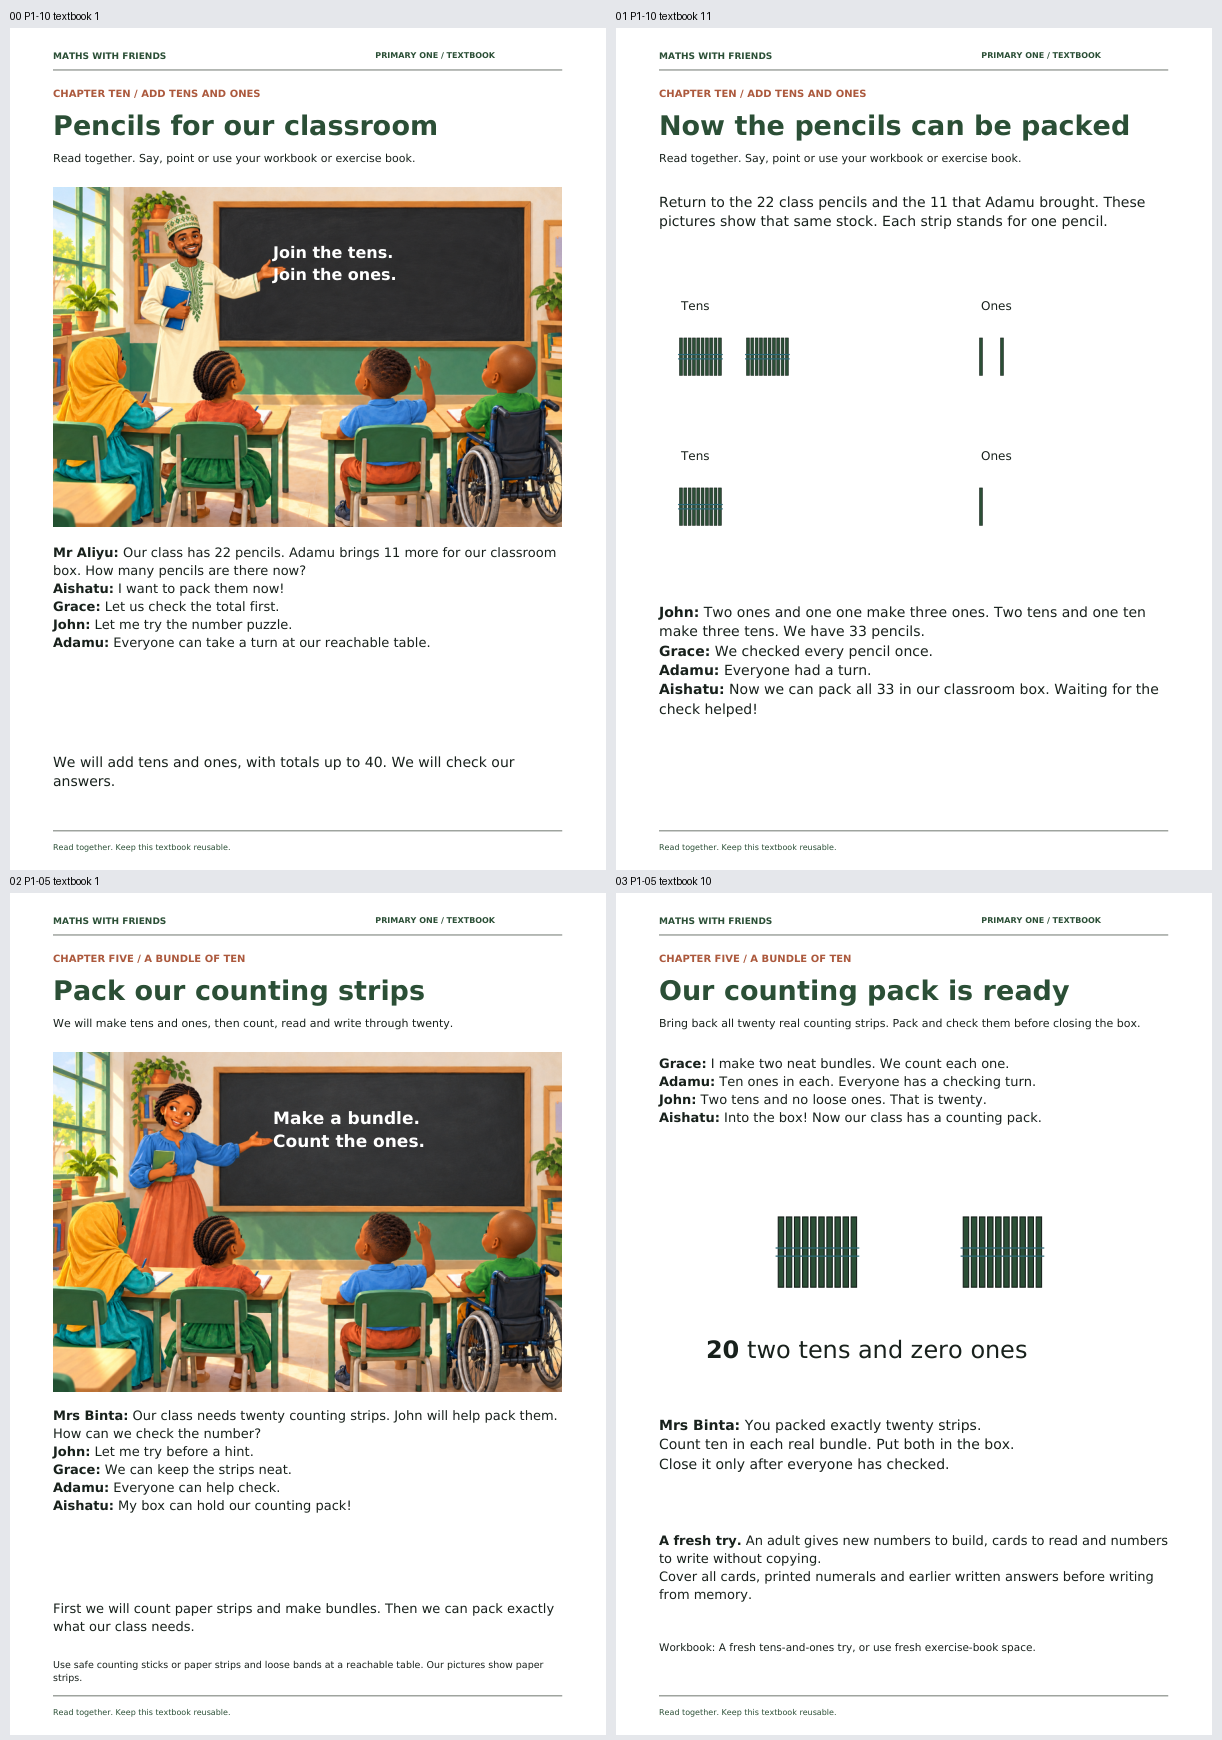 00 P1-10 textbook 1
MATHS WITH FRIENDS
PRIMARY ONE / TEXTBOOK
CHAPTER TEN / ADD TENS AND ONES
Pencils for our classroom
Read together. Say, point or use your workbook or exercise book.
Join the tens.
Join the ones.
Mr Aliyu: Our class has 22 pencils. Adamu brings 11 more for our classroom
box. How many pencils are there now?
Aishatu: I want to pack them now!
Grace: Let us check the total first.
John: Let me try the number puzzle.
Adamu: Everyone can take a turn at our reachable table.
We will add tens and ones, with totals up to 40. We will check our
answers.
Read together. Keep this textbook reusable.
01 P1-10 textbook 11
MATHS WITH FRIENDS
PRIMARY ONE / TEXTBOOK
CHAPTER TEN / ADD TENS AND ONES
Now the pencils can be packed
Read together. Say, point or use your workbook or exercise book.
Return to the 22 class pencils and the 11 that Adamu brought. These
pictures show that same stock. Each strip stands for one pencil.
Tens
Ones
Tens
Ones
John: Two ones and one one make three ones. Two tens and one ten
make three tens. We have 33 pencils.
Grace: We checked every pencil once.
Adamu: Everyone had a turn.
Aishatu: Now we can pack all 33 in our classroom box. Waiting for the
check helped!
Read together. Keep this textbook reusable.
02 P1-05 textbook 1
MATHS WITH FRIENDS
PRIMARY ONE / TEXTBOOK
CHAPTER FIVE / A BUNDLE OF TEN
Pack our counting strips
We will make tens and ones, then count, read and write through twenty.
Make a bundle.
Count the ones.
Mrs Binta: Our class needs twenty counting strips. John will help pack them.
How can we check the number?
John: Let me try before a hint.
Grace: We can keep the strips neat.
Adamu: Everyone can help check.
Aishatu: My box can hold our counting pack!
First we will count paper strips and make bundles. Then we can pack exactly
what our class needs.
Use safe counting sticks or paper strips and loose bands at a reachable table. Our pictures show paper
strips.
Read together. Keep this textbook reusable.
03 P1-05 textbook 10
MATHS WITH FRIENDS
PRIMARY ONE / TEXTBOOK
CHAPTER FIVE / A BUNDLE OF TEN
Our counting pack is ready
Bring back all twenty real counting strips. Pack and check them before closing the box.
Grace: I make two neat bundles. We count each one.
Adamu: Ten ones in each. Everyone has a checking turn.
John: Two tens and no loose ones. That is twenty.
Aishatu: Into the box! Now our class has a counting pack.
20 two tens and zero ones
Mrs Binta: You packed exactly twenty strips.
Count ten in each real bundle. Put both in the box.
Close it only after everyone has checked.
A fresh try. An adult gives new numbers to build, cards to read and numbers
to write without copying.
Cover all cards, printed numerals and earlier written answers before writing
from memory.
Workbook: A fresh tens-and-ones try, or use fresh exercise-book space.
Read together. Keep this textbook reusable.